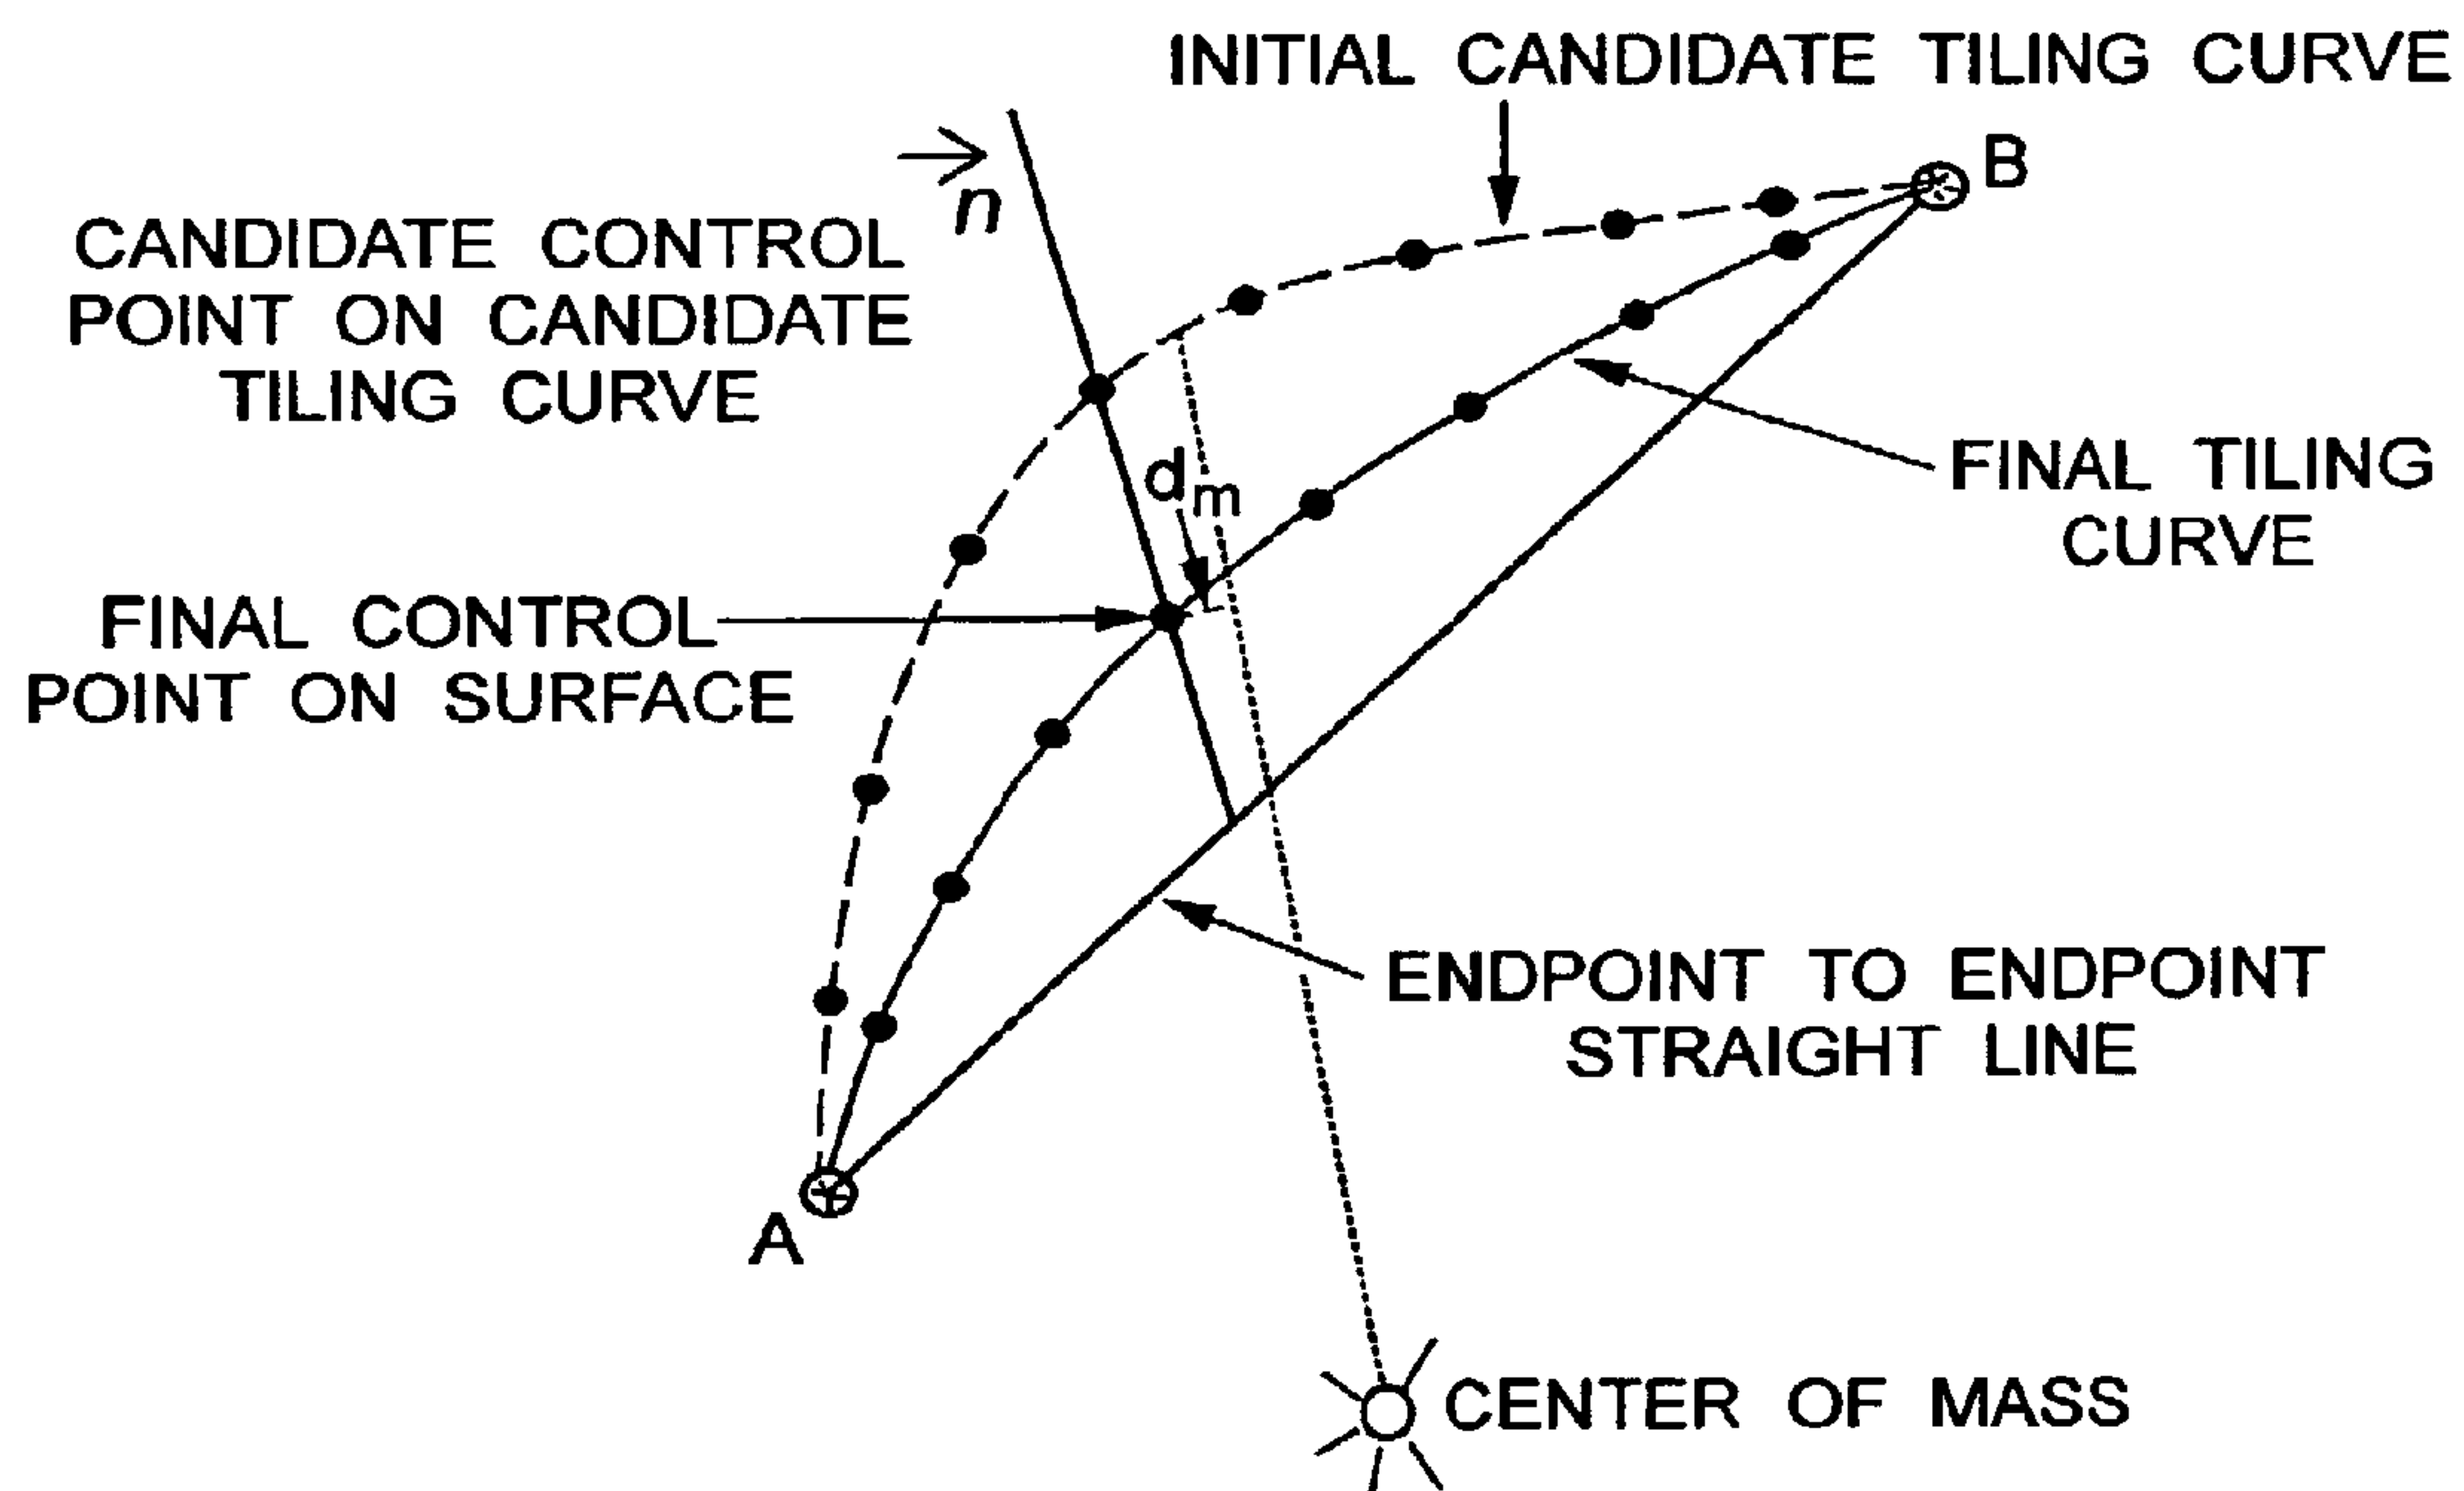 INITIAL CANDIDATE TILING CURVE
B
n
CANDIDATE CONTROL
POINT ON CANDIDATE
TILING CURVE
dm
FINAL TILING
CURVE
FINAL CONTROL
POINT ON SURFACE
ENDPOINT TO ENDPOINT
STRAIGHT LINE
A
CENTER OF MASS